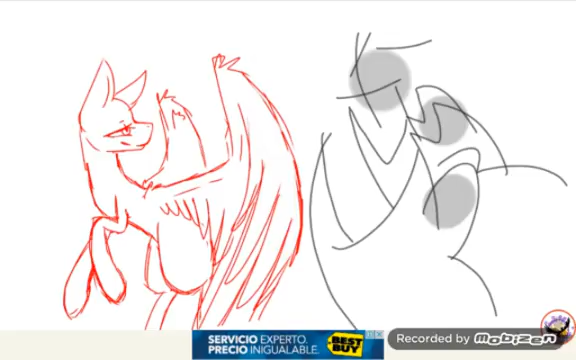 SERVICIO EXPERTO.
PRECIO INIGUALABLE.
BEST
BUY
Recorded by mobizen